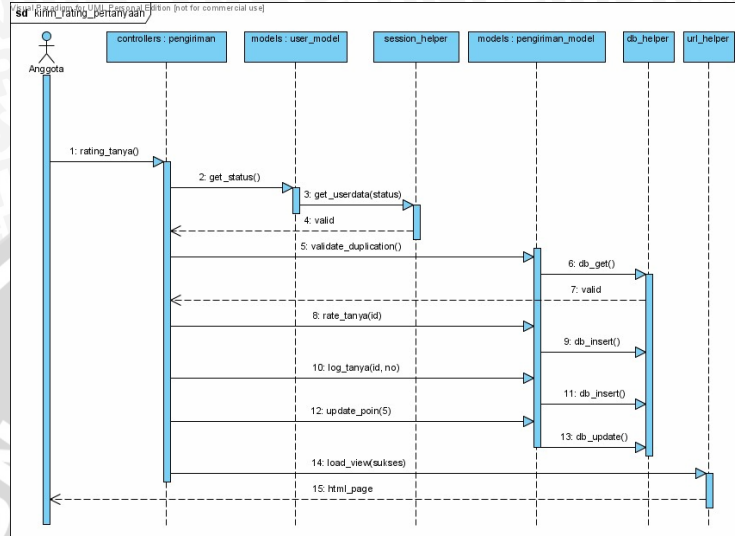 Visual Paradigm for UML Personal Edition [not for commercial use]
sd kirim_rating_pertanyaan
Anggota
controllers : pengiriman
models : user_model
session_helper
models : pengiriman_model
db_helper
url_helper
1: rating_tanya()
2: get_status()
3: get_userdata(status)
4: valid
5: validate_duplication()
6: db_get()
7: valid
8: rate_tanya(id)
9: db_insert()
10: log_tanya(id, no)
11: db_insert()
12: update_poin(5)
13: db_update()
14: load_view(sukses)
15: html_page